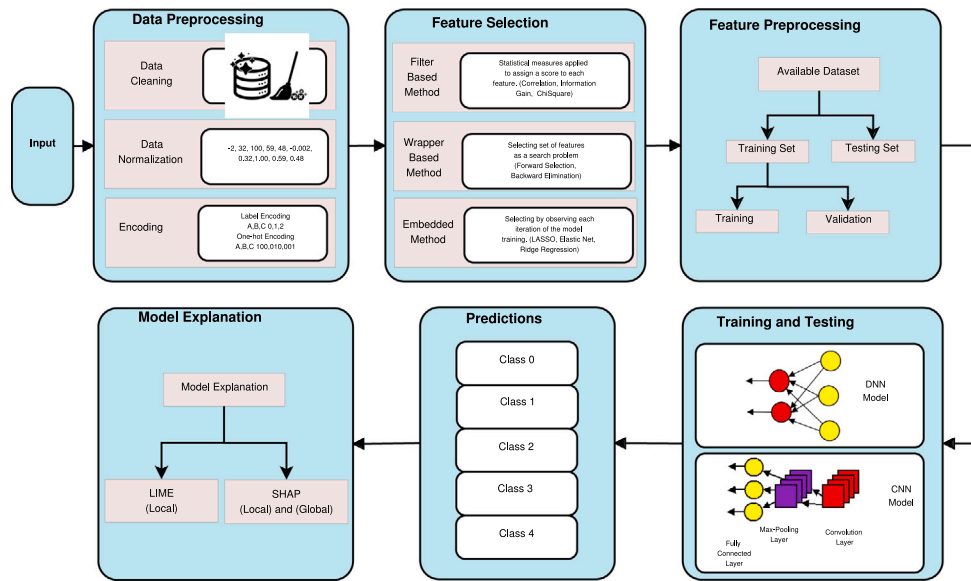 Input
Data Preprocessing
Data
Cleaning
Data
Normalization
-2, 32, 100, 59, 48, -0.002,
0.32,1.00, 0.59, 0.48
Encoding
Label Encoding
A,B,C 0,1,2
One-hot Encoding
A,B,C 100,010,001
Feature Selection
Filter
Based
Method
Statistical measures applied
to assign a score to each
feature. (Correlation, Information
Gain, ChiSquare)
Wrapper
Based Method
Selecting set of features
as a search problem
(Forward Selection,
Backward Elimination)
Embedded
Method
Selecting by observing each
iteration of the model
training. (LASSO, Elastic Net,
Ridge Regression)
Feature Preprocessing
Available Dataset
Training Set
Testing Set
Training
Validation
Training and Testing
DNN
Model
CNN
Model
Fully
Connected
Layer
Max-Pooling
Layer
Convolution
Layer
Predictions
Class 0
Class 1
Class 2
Class 3
Class 4
Model Explanation
Model Explanation
LIME
(Local)
SHAP
(Local) and (Global)